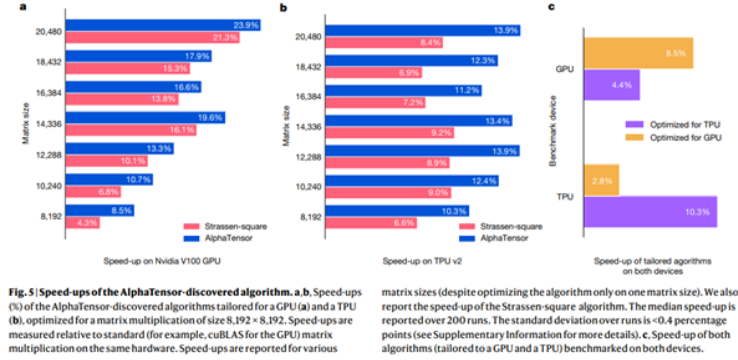 a
Matrix size
20,480
23.9%
21.3%
18,432
17.9%
15.3%
16,384
16.6%
13.8%
14,336
19.6%
16.1%
12,288
13.3%
10.1%
10,240
10.7%
6.8%
8,192
8.5%
4.3%
Strassen-square
AlphaTensor
Speed-up on Nvidia V100 GPU
b
Matrix size
20,480
13.9%
8.4%
18,432
12.3%
6.9%
16,384
11.2%
7.2%
14,336
13.4%
9.2%
12,288
13.9%
8.9%
10,240
12.4%
9.0%
8,192
10.3%
6.6%
Strassen-square
AlphaTensor
Speed-up on TPU v2
c
Benchmark device
GPU
8.5%
4.4%
Optimized for TPU
Optimized for GPU
TPU
2.8%
10.3%
Speed-up of tailored agorithms
on both devices
Fig. 5 | Speed-ups of the AlphaTensor-discovered algorithm. a,b, Speed-ups
(%) of the AlphaTensor-discovered algorithms tailored for a GPU (a) and a TPU
(b), optimized for a matrix multiplication of size 8,192 × 8,192. Speed-ups are
measured relative to standard (for example, cuBLAS for the GPU) matrix
multiplication on the same hardware. Speed-ups are reported for various
matrix sizes (despite optimizing the algorithm only on one matrix size). We also
report the speed-up of the Strassen-square algorithm. The median speed-up is
reported over 200 runs. The standard deviation over runs is <0.4 percentage
points (see Supplementary Information for more details). c, Speed-up of both
algorithms (tailored to a GPU and a TPU) benchmarked on both devices.